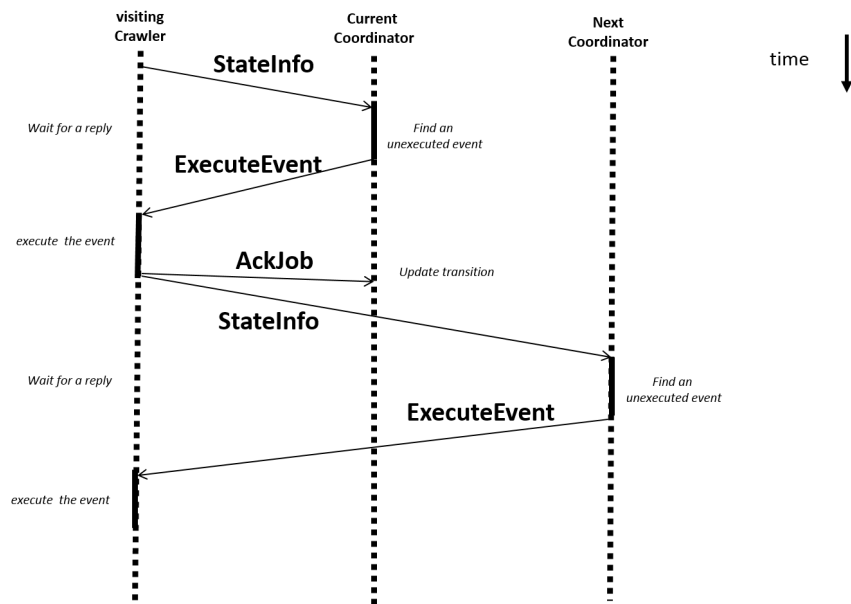 visiting
Crawler
Current
Coordinator
Next
Coordinator
time
StateInfo
Wait for a reply
Find an
unexecuted event
ExecuteEvent
execute the event
AckJob
Update transition
StateInfo
Wait for a reply
Find an
unexecuted event
ExecuteEvent
execute the event